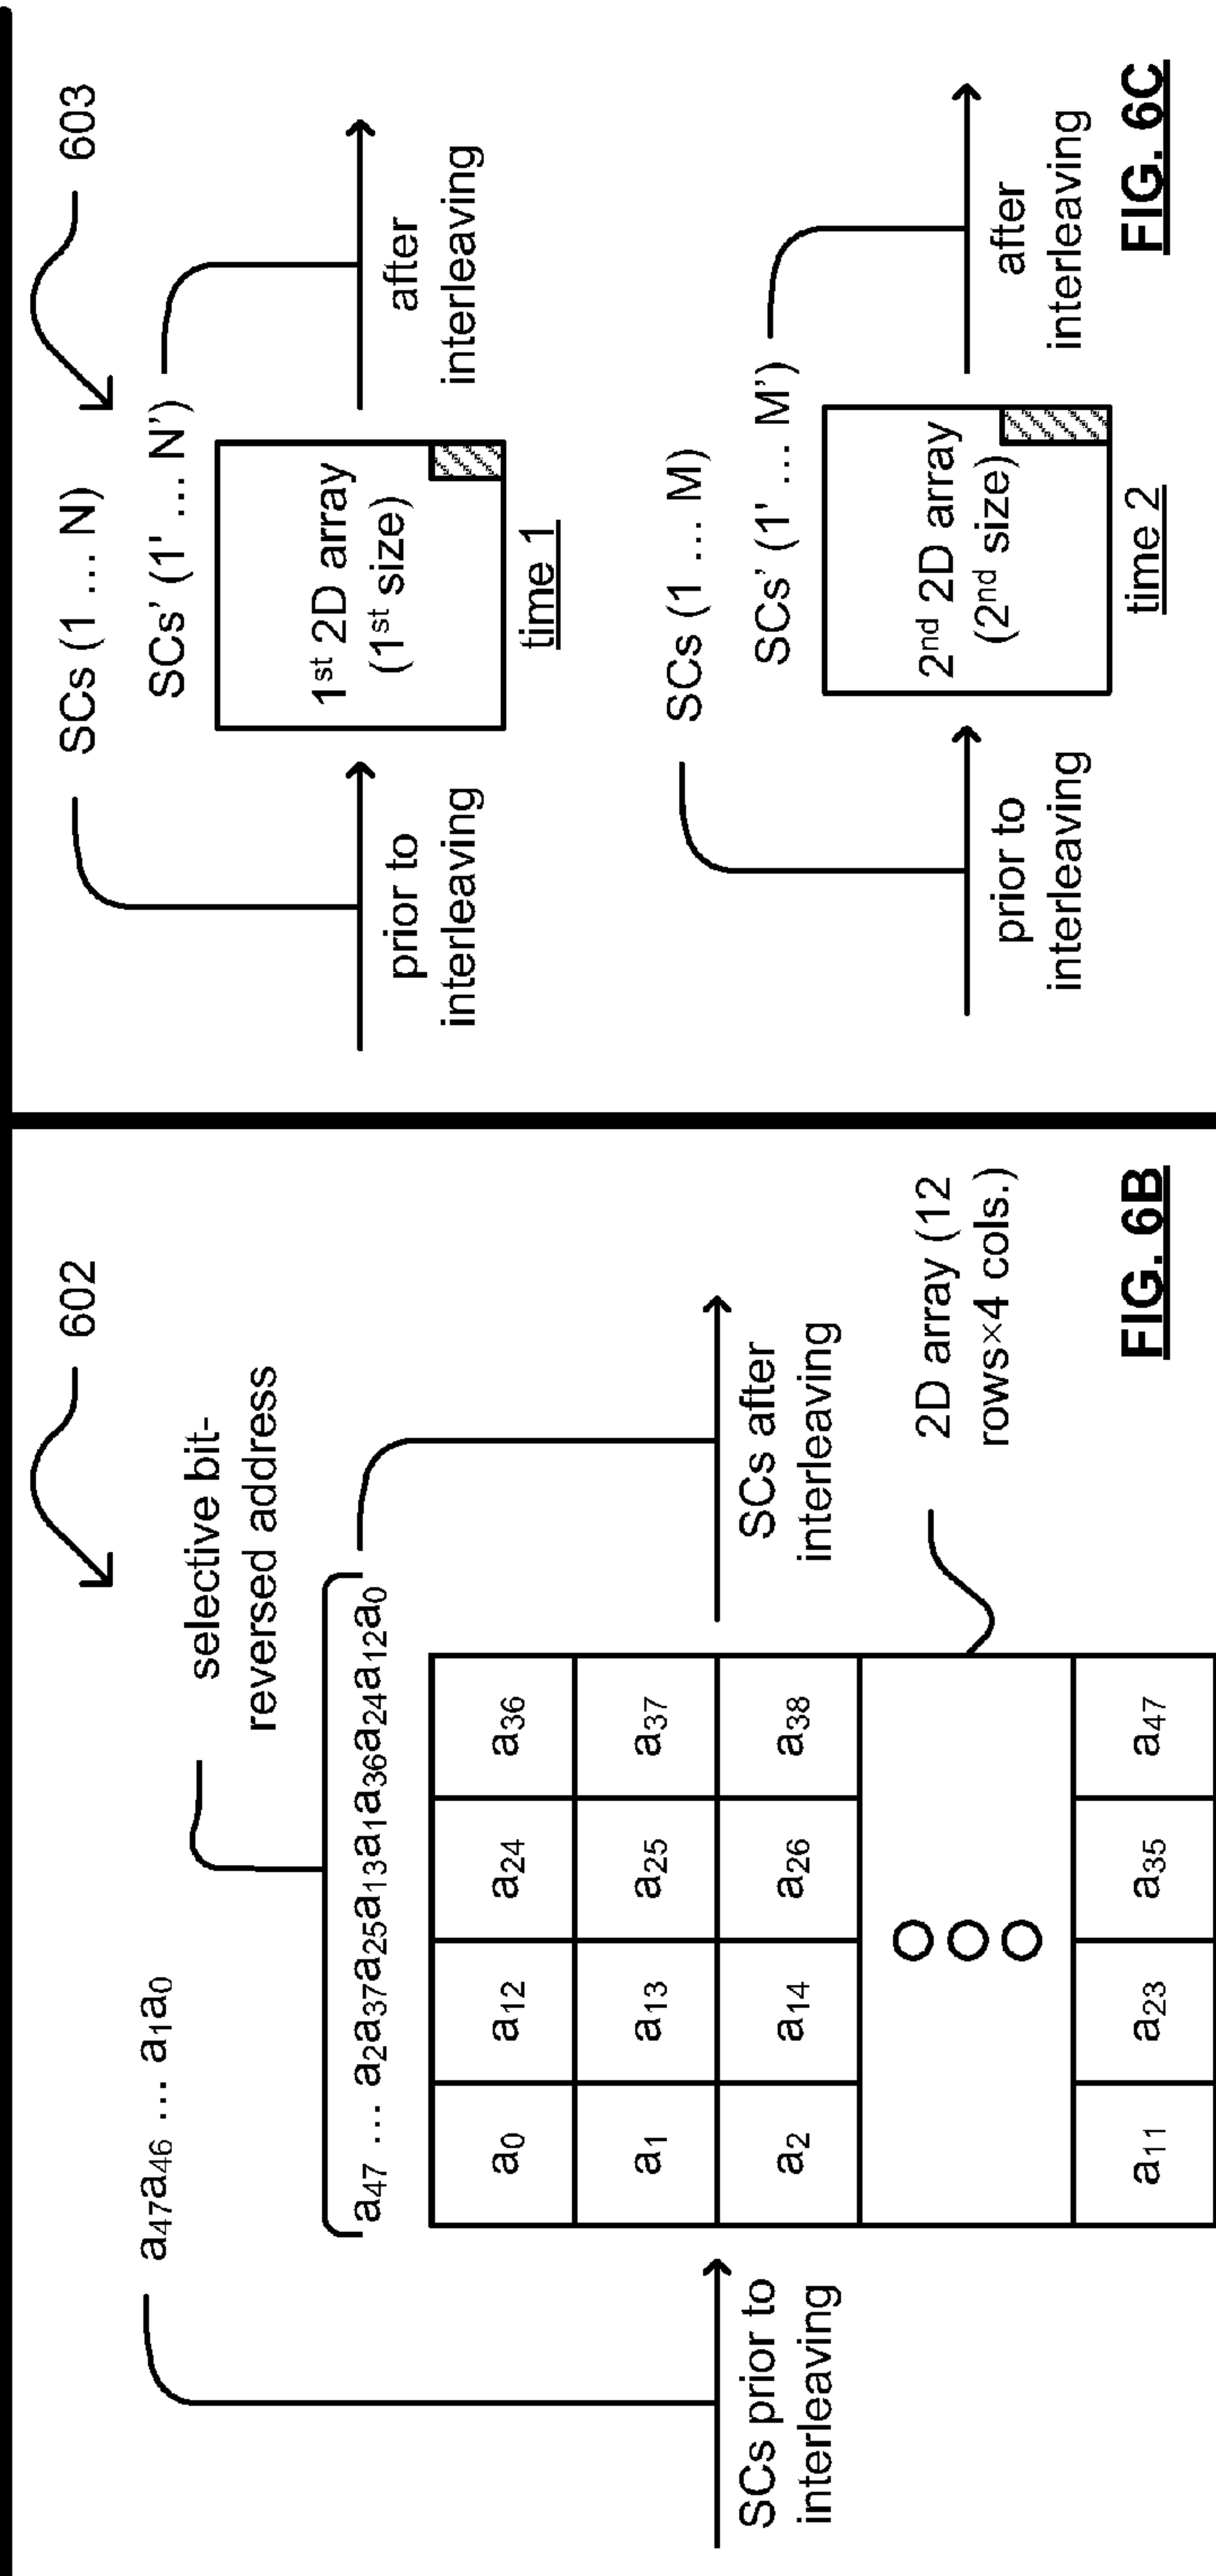 602
a₄₇a₄₆ ... a₁a₀
selective bit-
reversed address
a₄₇ ... a₂a₃₇a₂₅a₁₃a₁a₃₆a₂₄a₁₂a₀
a₀ a₁₂ a₂₄ a₃₆
a₁ a₁₃ a₂₅ a₃₇
a₂ a₁₄ a₂₆ a₃₈
a₁₁ a₂₃ a₃₅ a₄₇
SCs prior to
interleaving
SCs after
interleaving
2D array (12
rows×4 cols.)
FIG. 6B
603
SCs (1 ... N)
SCs' (1' ... N')
1ˢᵗ 2D array
(1ˢᵗ size)
prior to
interleaving
after
interleaving
time 1
SCs (1 ... M)
SCs' (1' ... M')
2ⁿᵈ 2D array
(2ⁿᵈ size)
prior to
interleaving
after
interleaving
time 2
FIG. 6C